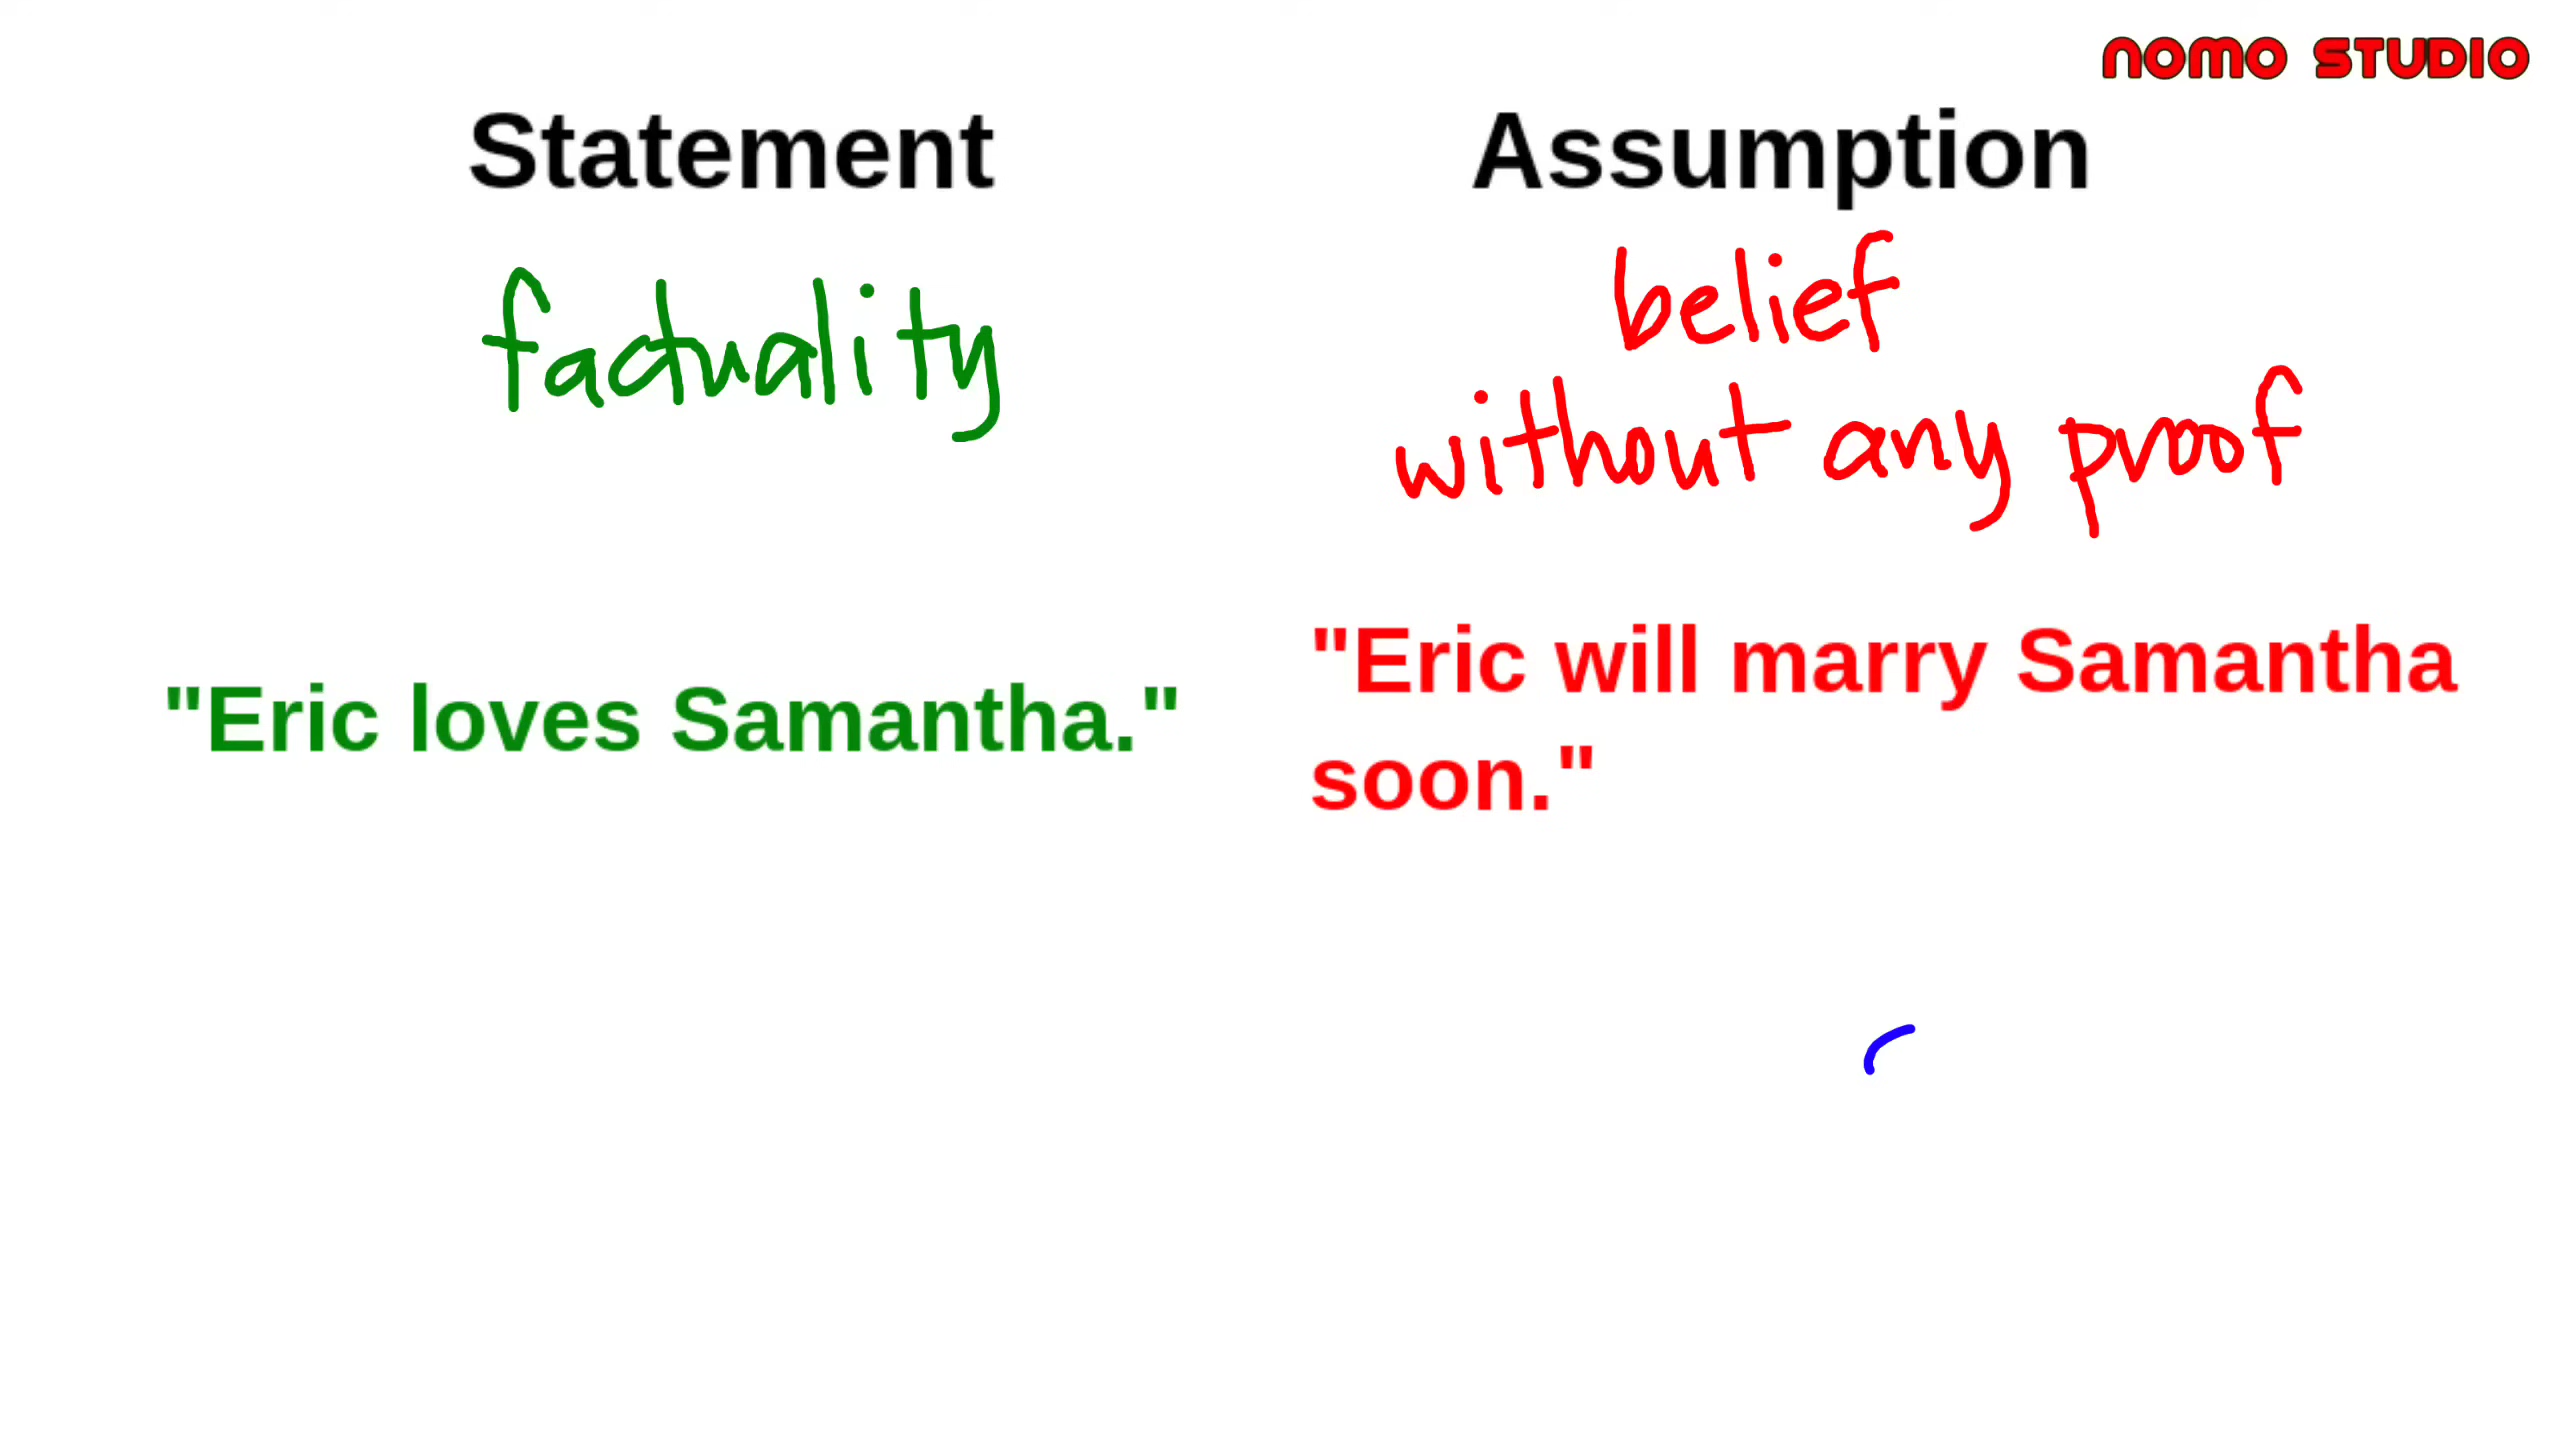 NOMO STUDIO
Statement
factuality
"Eric loves Samantha."
Assumption
belief
without any proof
"Eric will marry Samantha
soon."